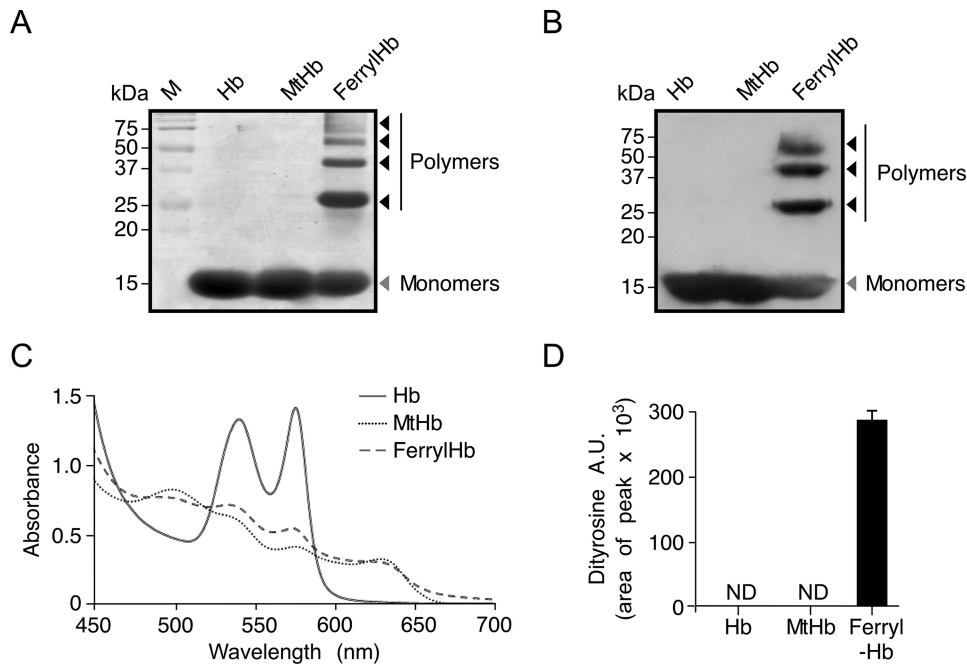 A
kDa
M
Hb
MtHb
FerrylHb
75
50
37
25
20
15
Polymers
Monomers
B
kDa
Hb
MtHb
FerrylHb
75
50
37
25
20
15
Polymers
Monomers
C
Absorbance
1.5
1.0
0.5
0
450
500
550
600
650
700
Wavelength (nm)
Hb
MtHb
FerrylHb
D
Dityrosine A.U.
(area of peak x 10³)
300
200
100
0
ND
ND
Hb
MtHb
Ferryl
-Hb